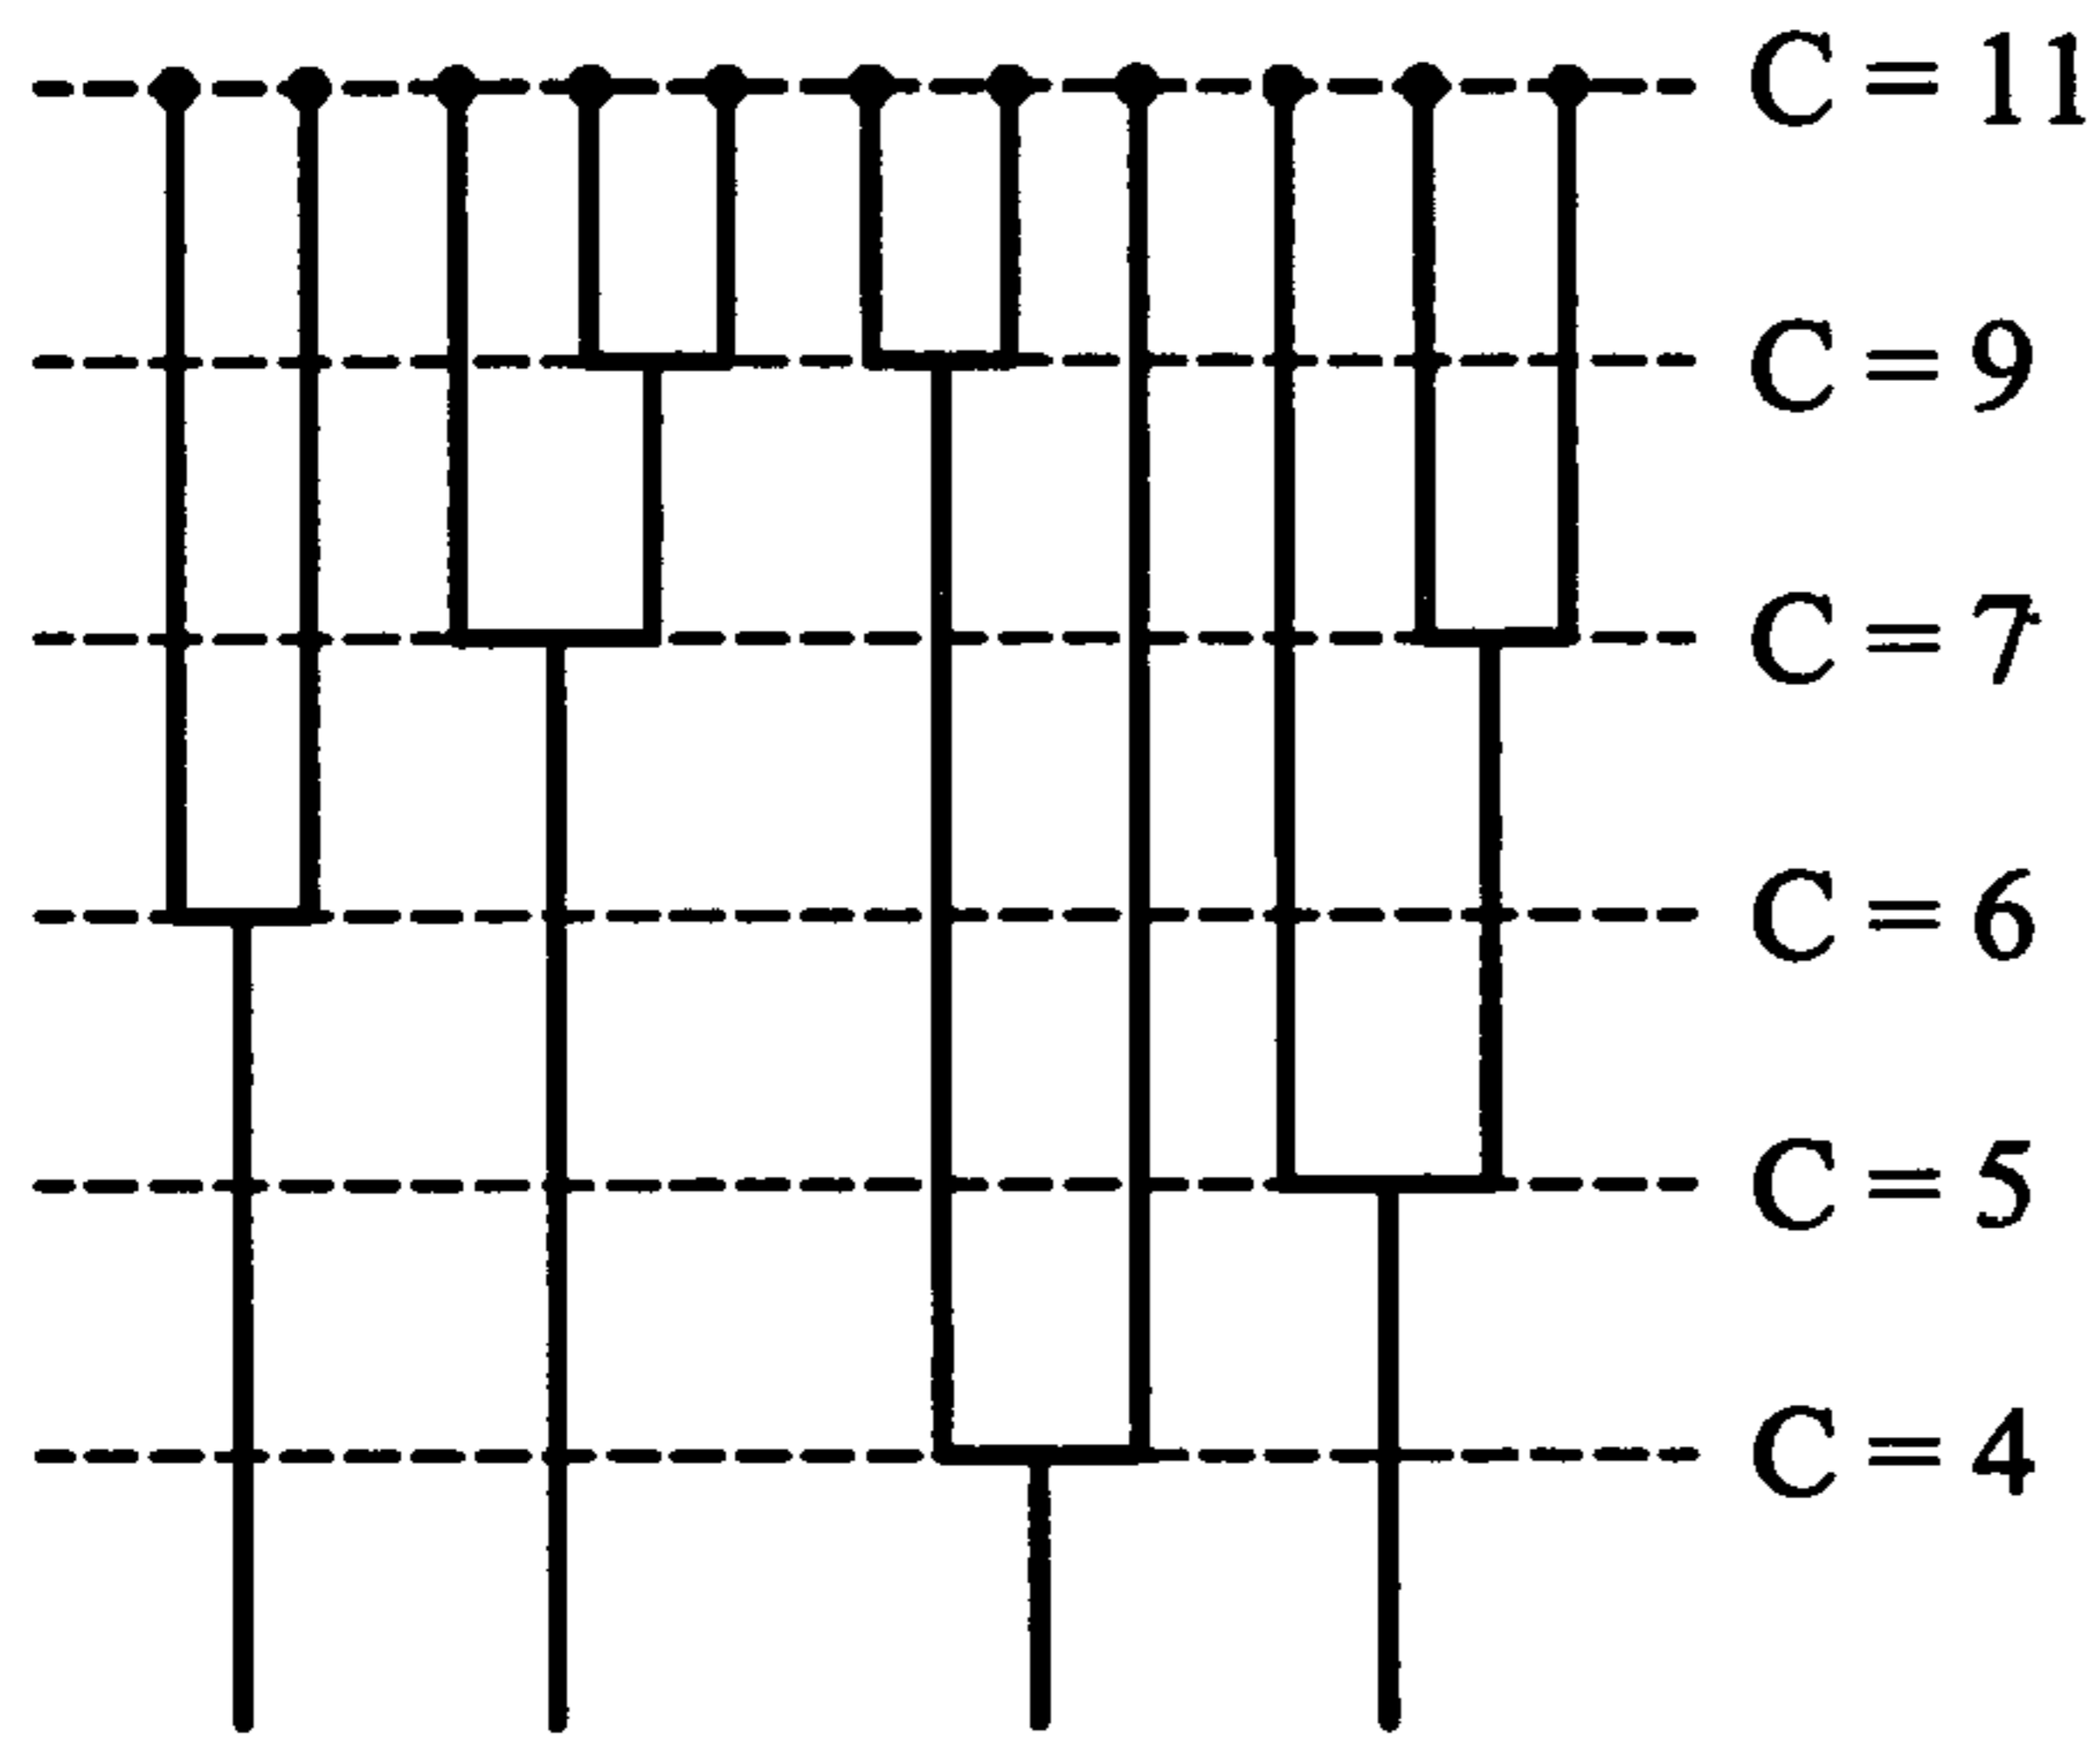 C = 11
C = 9
C = 7
C = 6
C = 5
C = 4